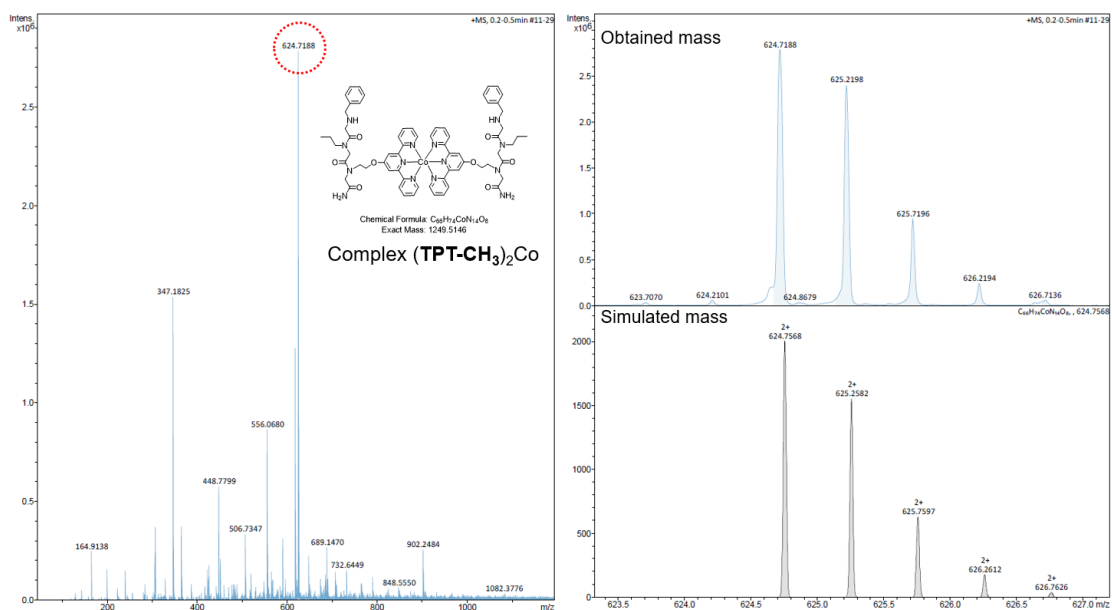 Intens.
x10⁶
+MS, 0.2-0.5min #11-29
624.7188
2.5
2.0
1.5
1.0
0.5
0.0
347.1825
556.0680
448.7799
506.7347
164.9138
689.1470
732.6449
902.2484
848.5550
1082.3776
200
400
600
800
1000
m/z
NH
O
N
O
N
O
H₂N
O
N
N
N
Co
N
N
N
O
NH
O
N
O
N
O
NH₂
Chemical Formula: C₆₆H₇₄CoN₁₄O₈
Exact Mass: 1249.5146
Complex (TPT-CH₃)₂Co
Intens.
x10⁶
+MS, 0.2-0.5min #11-29
Obtained mass
624.7188
2.5
625.2198
2.0
1.5
1.0
625.7196
0.5
626.2194
623.7070
624.2101
624.8679
626.7136
0.0
Simulated mass
C₆₆H₇₄CoN₁₄O₈, , 624.7568
2+
624.7568
2000
2+
625.2582
1500
1000
2+
625.7597
500
2+
626.2612
2+
626.7626
0
623.5
624.0
624.5
625.0
625.5
626.0
626.5
627.0
m/z